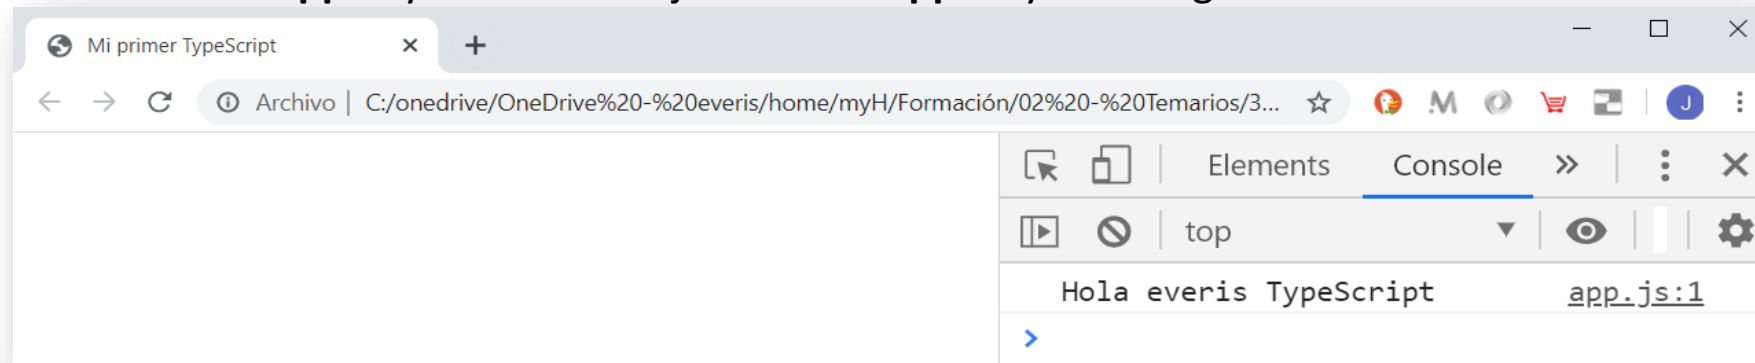 Mi primer TypeScript
Archivo | C:/onedrive/OneDrive%20-%20everis/home/myH/Formación/02%20-%20Temarios/3...
J
Elements Console
top
Hola everis TypeScript app.js:1